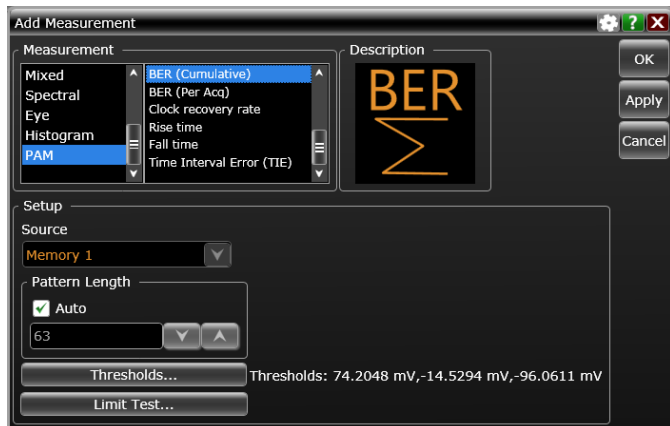 Add Measurement
?
X
Measurement
Description
Mixed
Spectral
Eye
Histogram
PAM
BER (Cumulative)
BER (Per Acq)
Clock recovery rate
Rise time
Fall time
Time Interval Error (TIE)
BER
Σ
OK
Apply
Cancel
Setup
Source
Memory 1
Pattern Length
Auto
63
Thresholds...
Thresholds: 74.2048 mV,-14.5294 mV,-96.0611 mV
Limit Test...